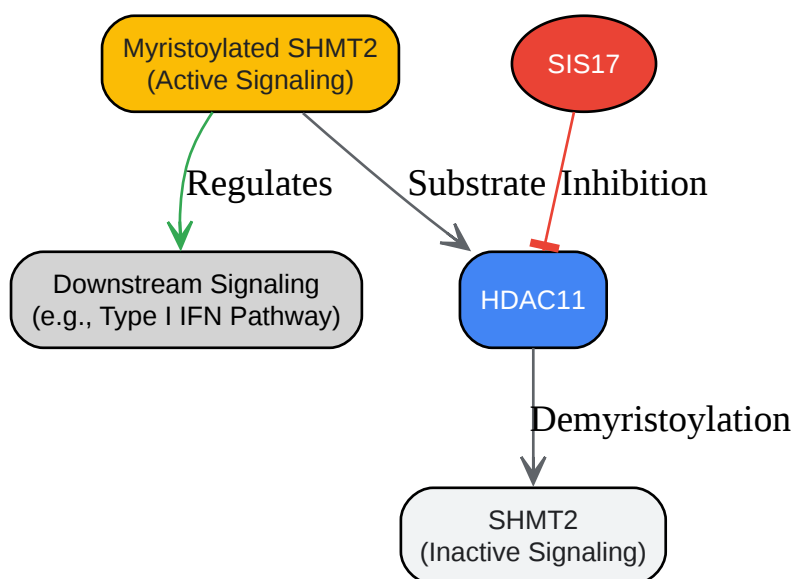 Myristoylated SHMT2
(Active Signaling)
SIS17
Regulates
Substrate
Inhibition
Downstream Signaling
(e.g., Type I IFN Pathway)
HDAC11
Demyristoylation
SHMT2
(Inactive Signaling)